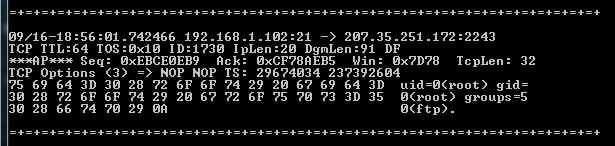 =+=+=+=+=+=+=+=+=+=+=+=+=+=+=+=+=+=+=+=+=+=+=+=+=+=+=+=+=+=+=+=+=+=+=+=+=+
09/16-18:56:01.742466 192.168.1.102:21 -> 207.35.251.172:2243
TCP TTL:64 TOS:0x10 ID:1730 IpLen:20 DgmLen:91 DF
***AP*** Seq: 0xEBCE0EB9  Ack: 0xCF78AEB5  Win: 0x7D78  TcpLen: 32
TCP Options (3) => NOP NOP TS: 29674034 237392604
75 69 64 3D 30 28 72 6F 6F 74 29 20 67 69 64 3D  uid=0(root) gid=
30 28 72 6F 6F 74 29 20 67 72 6F 75 70 73 3D 35  0(root) groups=5
30 28 66 74 70 29 0A                             0(ftp).
=+=+=+=+=+=+=+=+=+=+=+=+=+=+=+=+=+=+=+=+=+=+=+=+=+=+=+=+=+=+=+=+=+=+=+=+=+